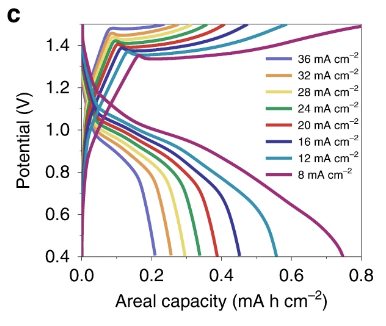 c
Potential (V)
1.4
1.2
1.0
0.8
0.6
0.4
36 mA cm⁻²
32 mA cm⁻²
28 mA cm⁻²
24 mA cm⁻²
20 mA cm⁻²
16 mA cm⁻²
12 mA cm⁻²
8 mA cm⁻²
0.0 0.2 0.4 0.6 0.8
Areal capacity (mA h cm⁻²)